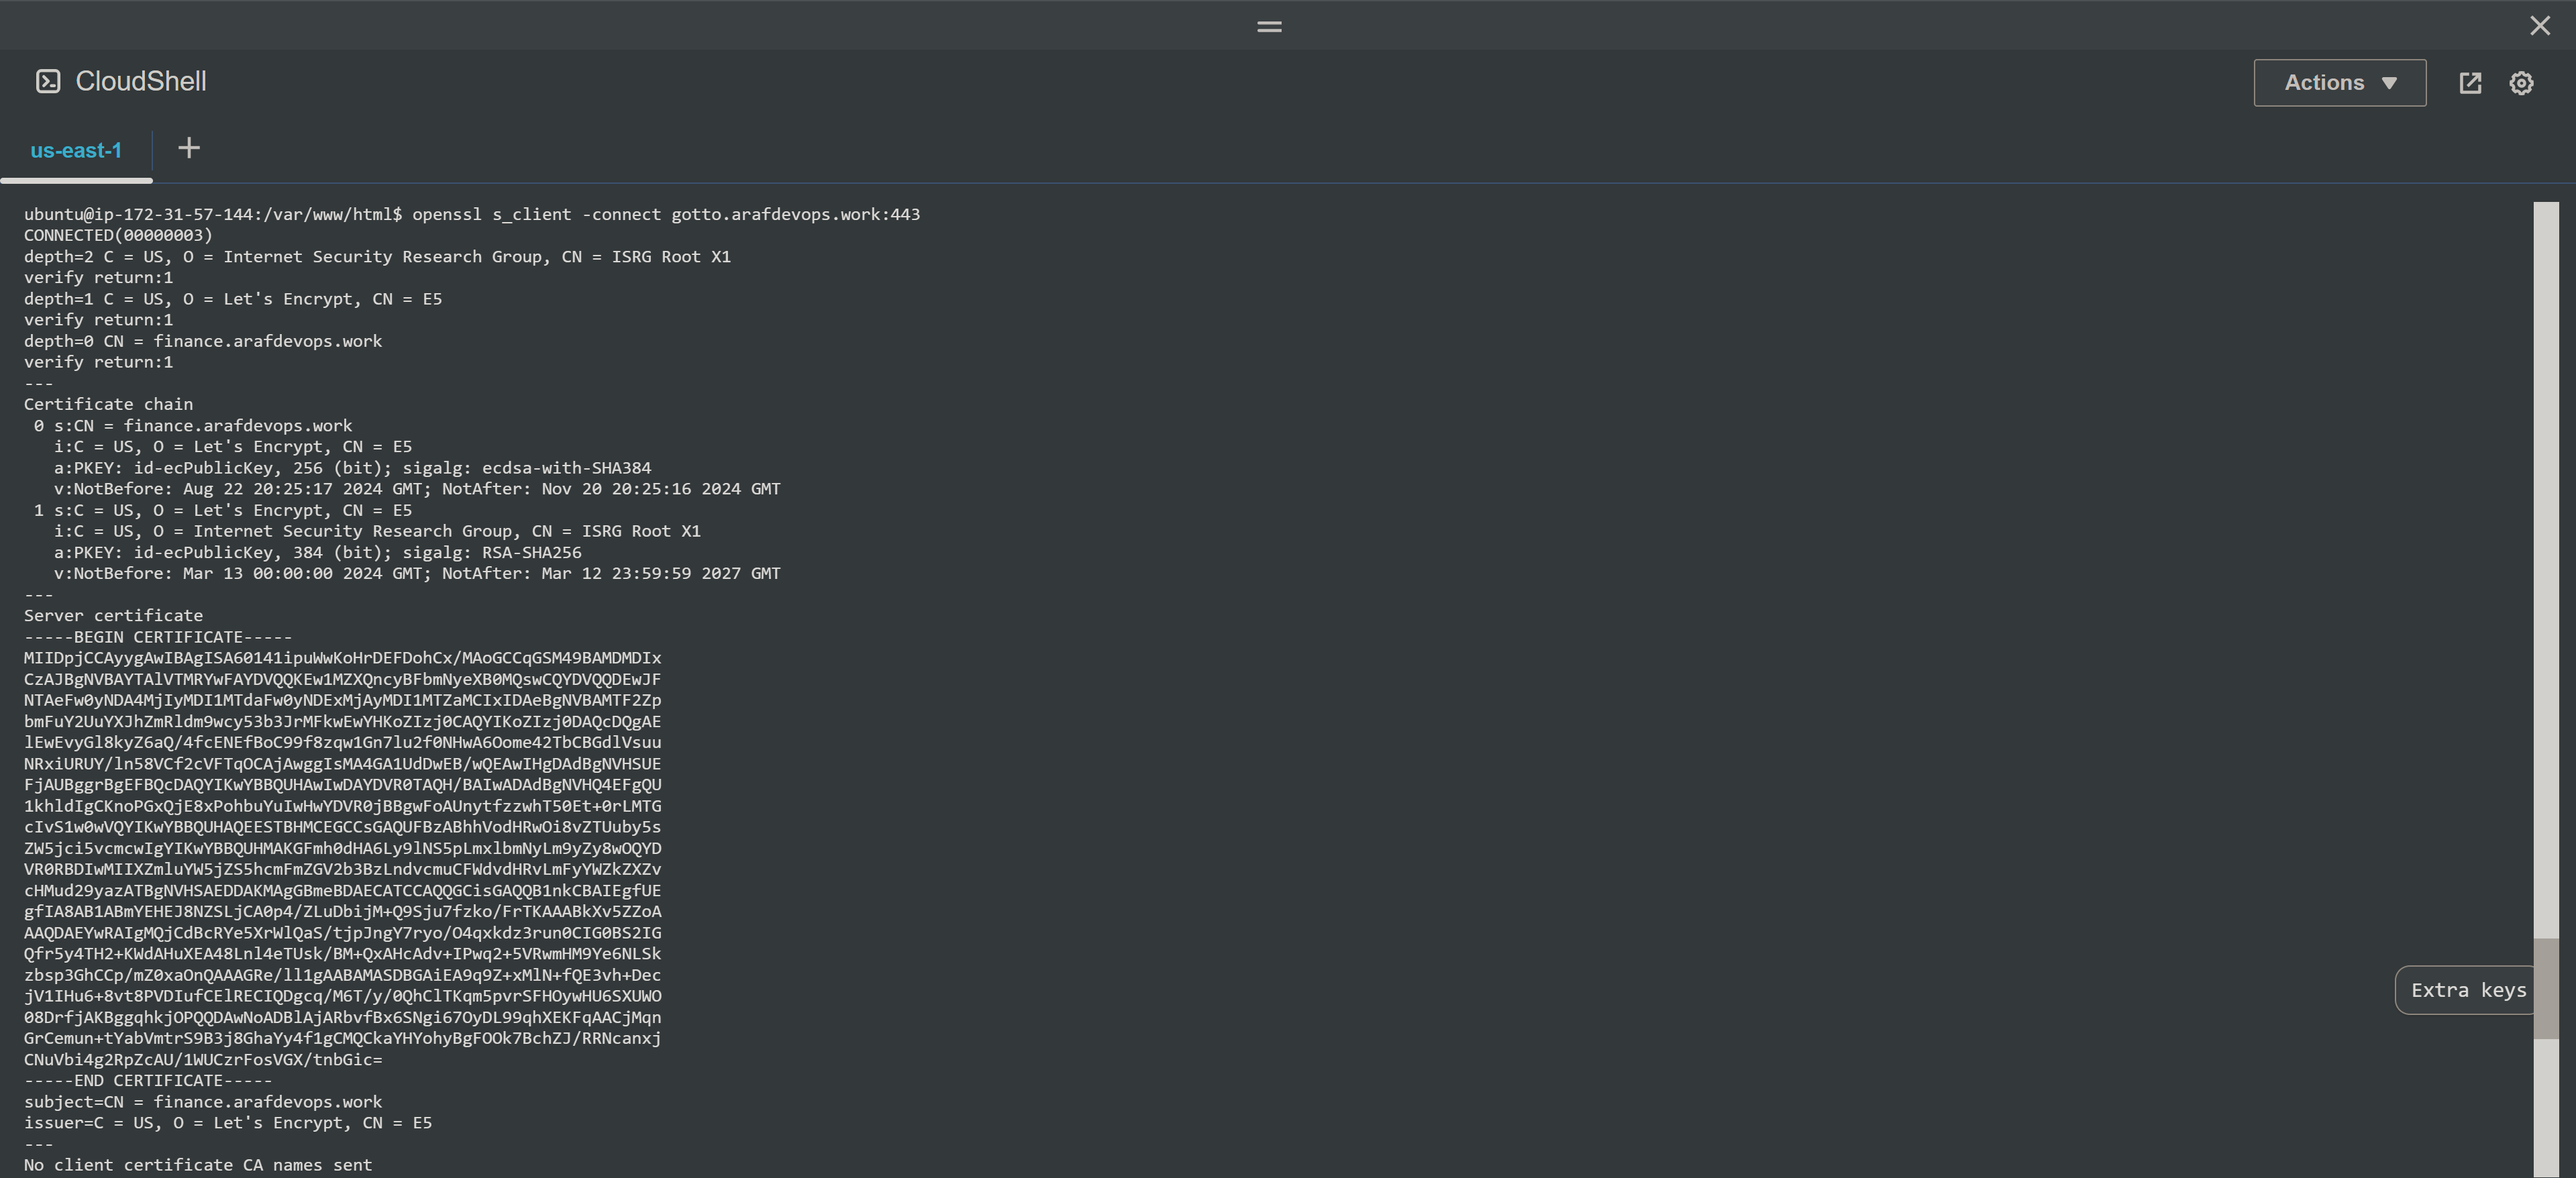 CloudShell
Actions
us-east-1
ubuntu@ip-172-31-57-144:/var/www/html$ openssl s_client -connect gotto.arafdevops.work:443
CONNECTED(00000003)
depth=2 C = US, O = Internet Security Research Group, CN = ISRG Root X1
verify return:1
depth=1 C = US, O = Let's Encrypt, CN = E5
verify return:1
depth=0 CN = finance.arafdevops.work
verify return:1
---
Certificate chain
 0 s:CN = finance.arafdevops.work
   i:C = US, O = Let's Encrypt, CN = E5
   a:PKEY: id-ecPublicKey, 256 (bit); sigalg: ecdsa-with-SHA384
   v:NotBefore: Aug 22 20:25:17 2024 GMT; NotAfter: Nov 20 20:25:16 2024 GMT
 1 s:C = US, O = Let's Encrypt, CN = E5
   i:C = US, O = Internet Security Research Group, CN = ISRG Root X1
   a:PKEY: id-ecPublicKey, 384 (bit); sigalg: RSA-SHA256
   v:NotBefore: Mar 13 00:00:00 2024 GMT; NotAfter: Mar 12 23:59:59 2027 GMT
---
Server certificate
-----BEGIN CERTIFICATE-----
MIIDpjCCAyygAwIBAgISA60141ipuWwKoHrDEFDohCx/MAoGCCqGSM49BAMDMDIx
CzAJBgNVBAYTAlVTMRYwFAYDVQQKEw1MZXQncyBFbmNyeXB0MQswCQYDVQQDEwJF
NTAeFw0yNDA4MjIyMDI1MTdaFw0yNDExMjAyMDI1MTZaMCIxIDAeBgNVBAMTF2Zp
bmFuY2UuYXJhZmRldm9wcy53b3JrMFkwEwYHKoZIzj0CAQYIKoZIzj0DAQcDQgAE
lEwEvyGl8kyZ6aQ/4fcENEfBoC99f8zqw1Gn7lu2f0NHwA6Oome42TbCBGdlVsuu
NRxiURUY/ln58VCf2cVFTqOCAjAwggIsMA4GA1UdDwEB/wQEAwIHgDAdBgNVHSUE
FjAUBggrBgEFBQcDAQYIKwYBBQUHAwIwDAYDVR0TAQH/BAIwADAdBgNVHQ4EFgQU
1khldIgCKnoPGxQjE8xPohbuYuIwHwYDVR0jBBgwFoAUnytfzzwhT50Et+0rLMTG
cIvS1w0wVQYIKwYBBQUHAQEESTBHMCEGCCsGAQUFBzABhhVodHRwOi8vZTUuby5s
ZW5jci5vcmcwIgYIKwYBBQUHMAKGFmh0dHA6Ly9lNS5pLmxlbmNyLm9yZy8wOQYD
VR0RBDIwMIIXZmluYW5jZS5hcmFmZGV2b3BzLndvcmuCFWdvdHRvLmFyYWZkZXZv
cHMud29yazATBgNVHSAEDDAKMAgGBmeBDAECATCCAQQGCisGAQQB1nkCBAIEgfUE
gfIA8AB1ABmYEHEJ8NZSLjCA0p4/ZLuDbijM+Q9Sju7fzko/FrTKAAABkXv5ZZoA
AAQDAEYwRAIgMQjCdBcRYe5XrWlQaS/tjpJngY7ryo/O4qxkdz3run0CIG0BS2IG
Qfr5y4TH2+KWdAHuXEA48Lnl4eTUsk/BM+QxAHcAdv+IPwq2+5VRwmHM9Ye6NLSk
zbsp3GhCCp/mZ0xaOnQAAAGRe/ll1gAABAMASDBGAiEA9q9Z+xMlN+fQE3vh+Dec
jV1IHu6+8vt8PVDIufCElRECIQDgcq/M6T/y/0QhClTKqm5pvrSFHOywHU6SXUWO
08DrfjAKBggqhkjOPQQDAwNoADBlAjARbvfBx6SNgi67OyDL99qhXEKFqAACjMqn
GrCemun+tYabVmtrS9B3j8GhaYy4f1gCMQCkaYHYohyBgFOOk7BchZJ/RRNcanxj
CNuVbi4g2RpZcAU/1WUCzrFosVGX/tnbGic=
-----END CERTIFICATE-----
subject=CN = finance.arafdevops.work
issuer=C = US, O = Let's Encrypt, CN = E5
---
No client certificate CA names sent
Extra keys